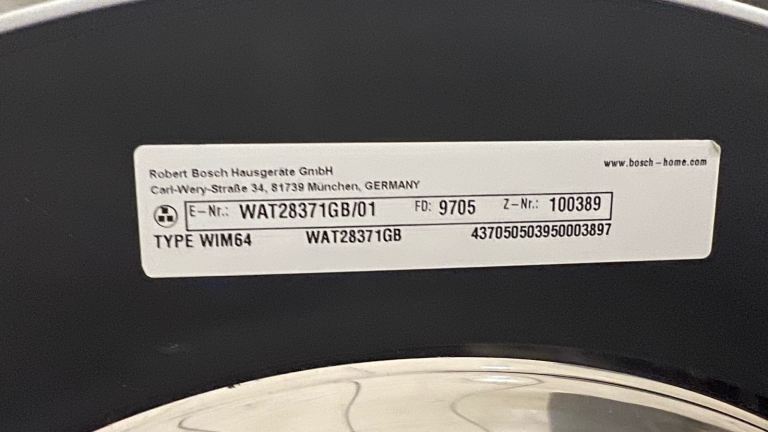 Robert Bosch Hausgeräte GmbH
www.bosch-home.com
Carl-Wery-Straße 34, 81739 München, GERMANY
E-Nr.: WAT28371GB/01 FD: 9705 Z-Nr.: 100389
TYPE WIM64 WAT28371GB 437050503950003897